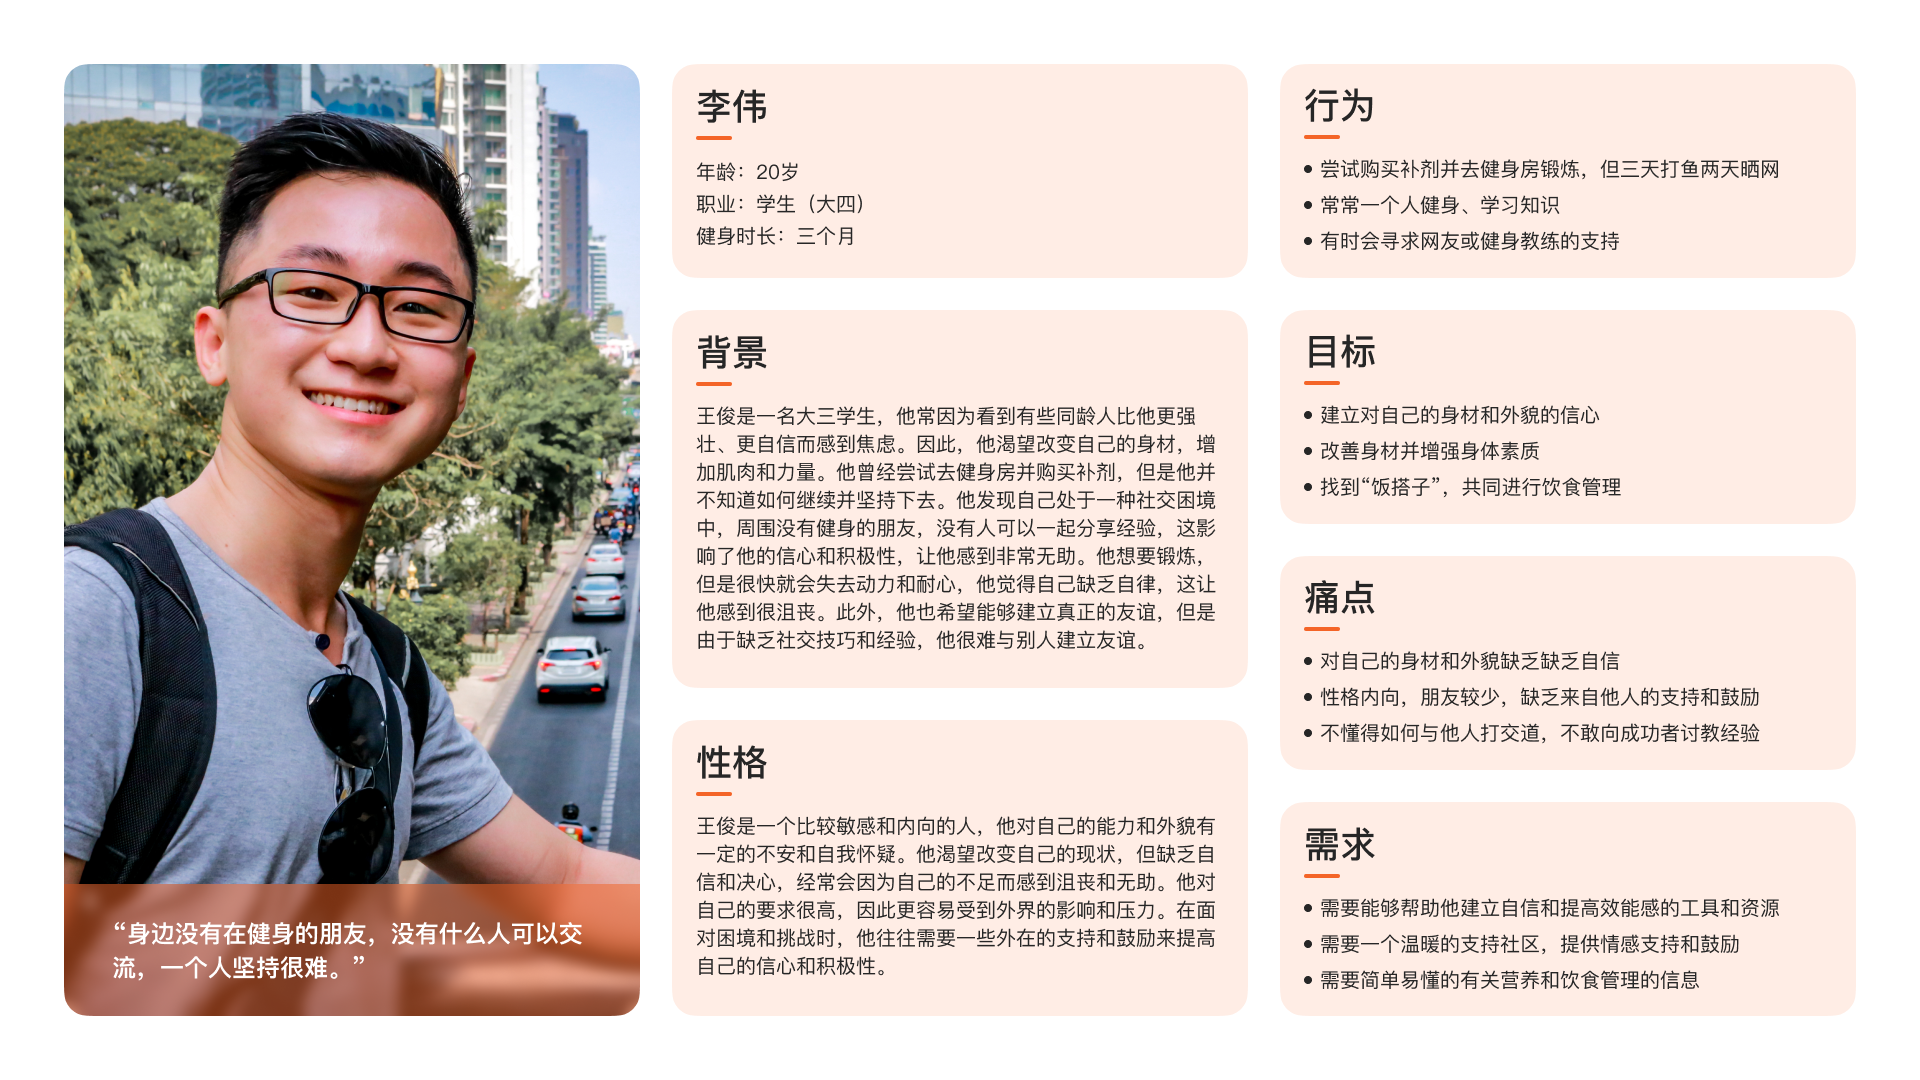 李伟
年龄：20岁
职业：学生（大四）
健身时长：三个月
背景
王俊是一名大三学生，他常因为看到有些同龄人比他更强
壮、更自信而感到焦虑。因此，他渴望改变自己的身材，增
加肌肉和力量。他曾经尝试去健身房并购买补剂，但是他并
不知道如何继续并坚持下去。他发现自己处于一种社交困境
中，周围没有健身的朋友，没有人可以一起分享经验，这影
响了他的信心和积极性，让他感到非常无助。他想要锻炼，
但是很快就会失去动力和耐心，他觉得自己缺乏自律，这让
他感到很沮丧。此外，他也希望能够建立真正的友谊，但是
由于缺乏社交技巧和经验，他很难与别人建立友谊。
性格
王俊是一个比较敏感和内向的人，他对自己的能力和外貌有
一定的不安和自我怀疑。他渴望改变自己的现状，但缺乏自
信和决心，经常会因为自己的不足而感到沮丧和无助。他对
自己的要求很高，因此更容易受到外界的影响和压力。在面
对困境和挑战时，他往往需要一些外在的支持和鼓励来提高
自己的信心和积极性。
行为
• 尝试购买补剂并去健身房锻炼，但三天打鱼两天晒网
• 常常一个人健身、学习知识
• 有时会寻求网友或健身教练的支持
目标
• 建立对自己的身材和外貌的信心
• 改善身材并增强身体素质
• 找到“饭搭子”，共同进行饮食管理
痛点
• 对自己的身材和外貌缺乏缺乏自信
• 性格内向，朋友较少，缺乏来自他人的支持和鼓励
• 不懂得如何与他人打交道，不敢向成功者讨教经验
需求
• 需要能够帮助他建立自信和提高效能感的工具和资源
• 需要一个温暖的支持社区，提供情感支持和鼓励
• 需要简单易懂的有关营养和饮食管理的信息
“身边没有在健身的朋友，没有什么人可以交
流，一个人坚持很难。”